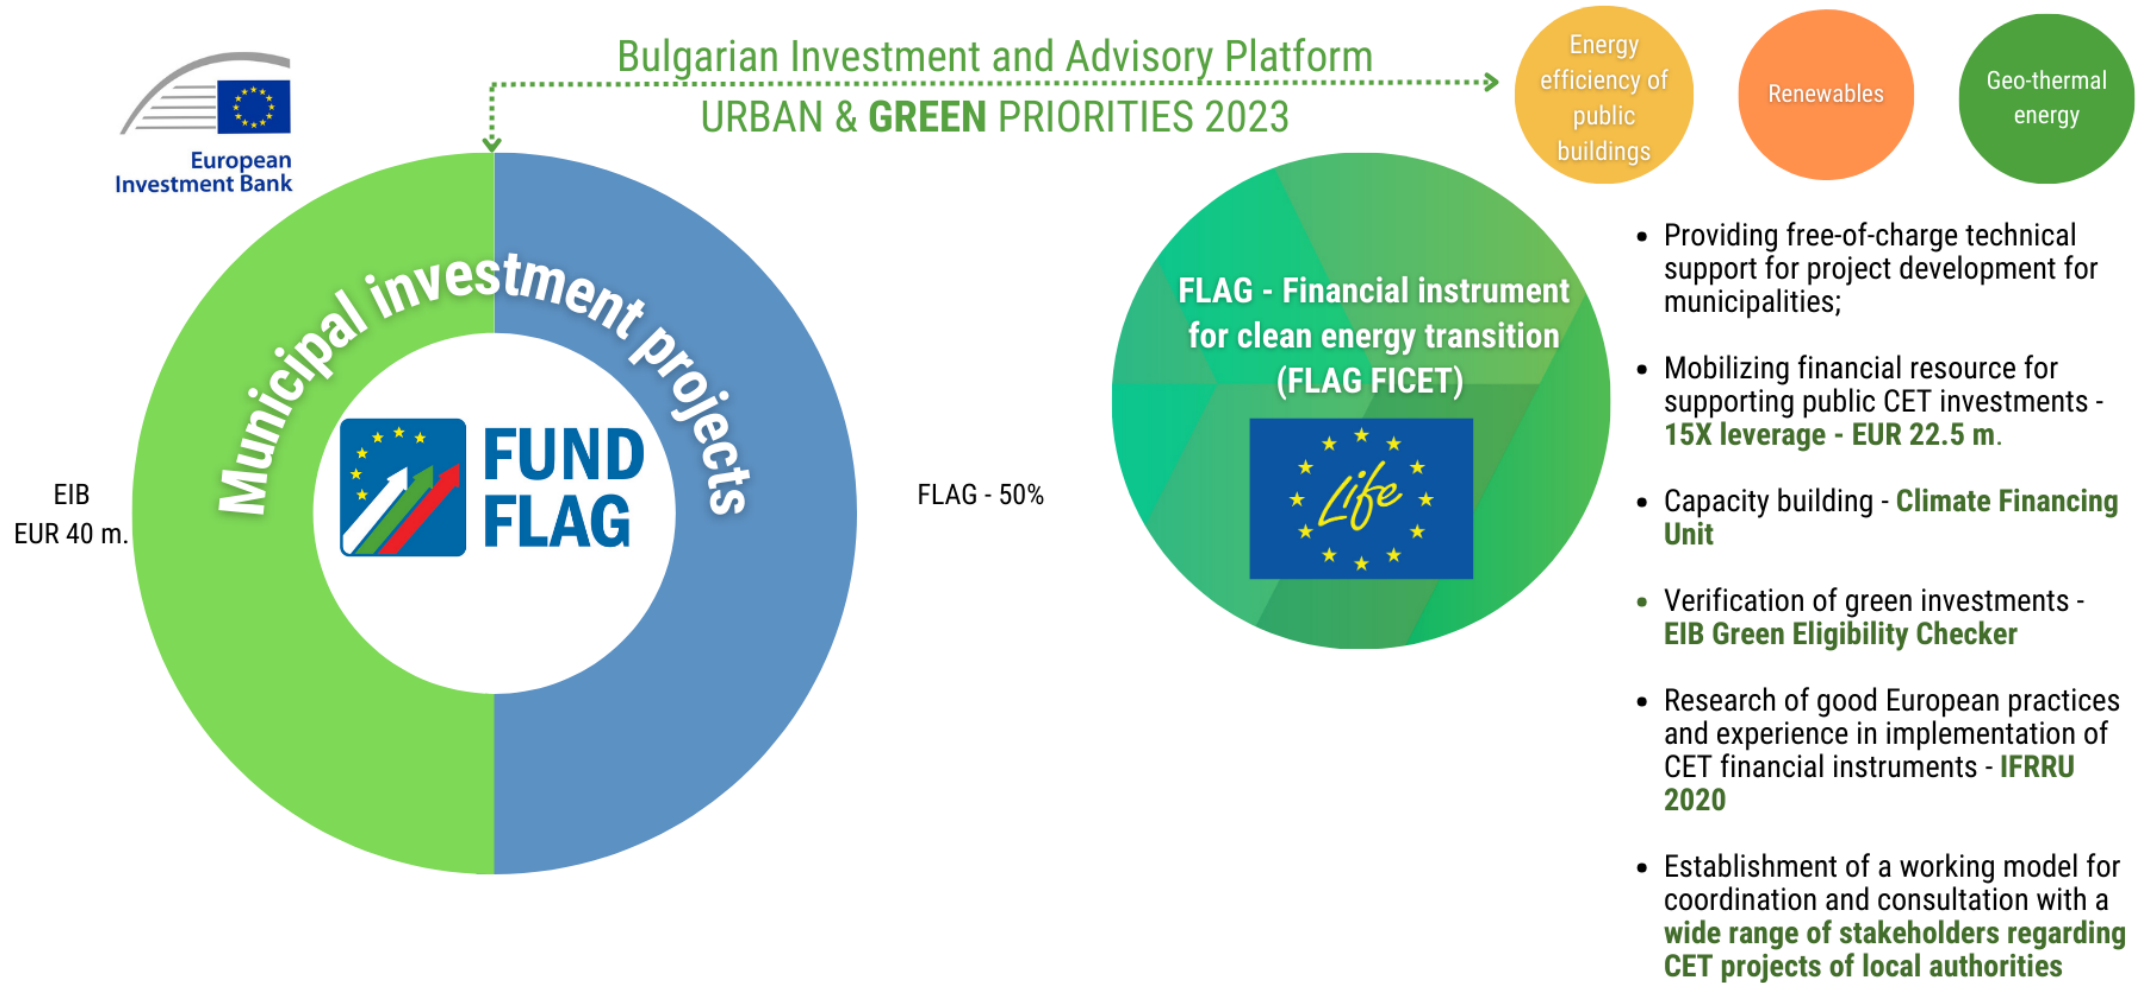 Bulgarian Investment and Advisory Platform
URBAN & GREEN PRIORITIES 2023
European
Investment Bank
Energy
efficiency of
public
buildings
Renewables
Geo-thermal
energy
Municipal investment projects
FUND
FLAG
EIB
EUR 40 m.
FLAG - 50%
FLAG - Financial instrument
for clean energy transition
(FLAG FICET)
Life
• Providing free-of-charge technical
support for project development for
municipalities;
• Mobilizing financial resource for
supporting public CET investments -
15X leverage - EUR 22.5 m.
• Capacity building - Climate Financing
Unit
• Verification of green investments -
EIB Green Eligibility Checker
• Research of good European practices
and experience in implementation of
CET financial instruments - IFRRU
2020
• Establishment of a working model for
coordination and consultation with a
wide range of stakeholders regarding
CET projects of local authorities